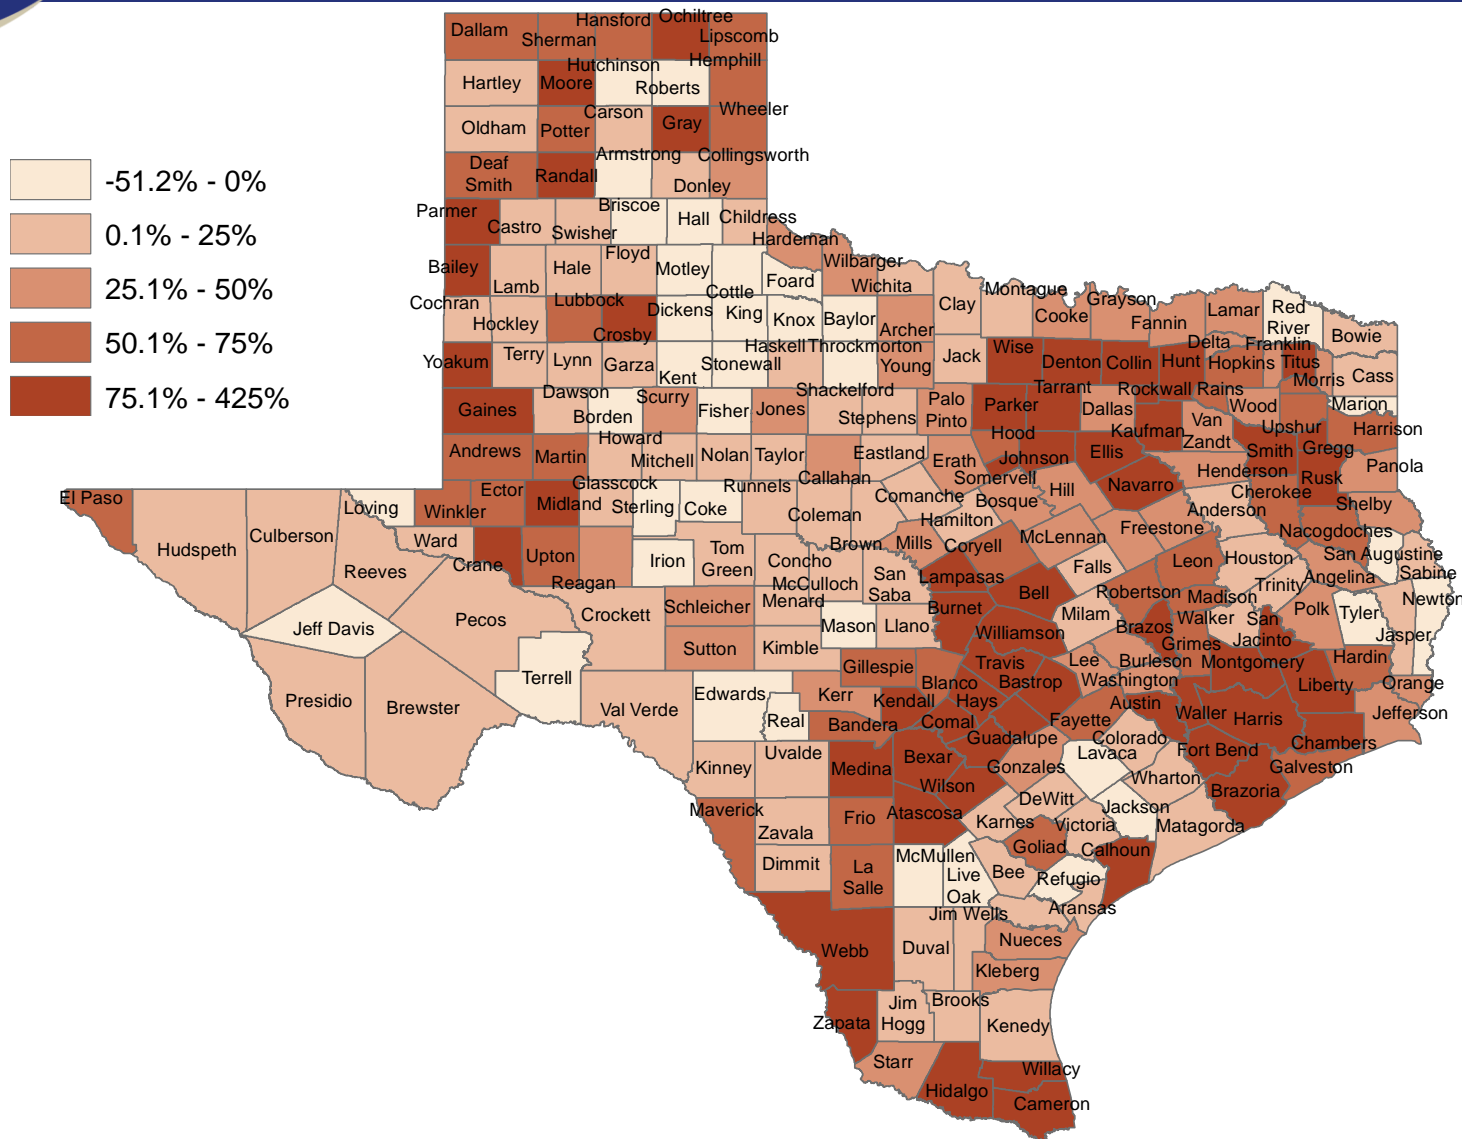 -51.2% - 0%
0.1% - 25%
25.1% - 50%
50.1% - 75%
75.1% - 425%
Dallam
Sherman
Hansford
Ochiltree
Lipscomb
Hartley
Moore
Hutchinson
Roberts
Hemphill
Oldham
Potter
Carson
Gray
Wheeler
Deaf
Smith
Randall
Armstrong
Donley
Collingsworth
Parmer
Castro
Swisher
Briscoe
Hall
Childress
Hardeman
Bailey
Lamb
Hale
Floyd
Motley
Cottle
Foard
Wilbarger
Wichita
Cochran
Hockley
Lubbock
Crosby
Dickens
King
Knox
Baylor
Archer
Clay
Montague
Cooke
Grayson
Fannin
Lamar
Red
River
Bowie
Yoakum
Terry
Lynn
Garza
Kent
Stonewall
Haskell
Throckmorton
Young
Jack
Wise
Denton
Collin
Hunt
Delta
Hopkins
Franklin
Titus
Morris
Cass
Gaines
Dawson
Borden
Scurry
Fisher
Jones
Shackelford
Stephens
Palo
Pinto
Parker
Tarrant
Dallas
Rockwall
Rains
Wood
Upshur
Marion
Kaufman
Van
Zandt
Harrison
Andrews
Martin
Howard
Mitchell
Nolan
Taylor
Callahan
Eastland
Erath
Hood
Somervell
Johnson
Ellis
Navarro
Henderson
Smith
Gregg
Rusk
Panola
El Paso
Hudspeth
Culberson
Loving
Winkler
Ector
Midland
Glasscock
Sterling
Coke
Runnels
Coleman
Brown
Comanche
Hamilton
Bosque
Hill
Freestone
Anderson
Cherokee
Nacogdoches
Shelby
Reeves
Ward
Crane
Upton
Reagan
Irion
Tom
Green
Concho
McCulloch
San
Saba
Mills
Lampasas
Coryell
McLennan
Falls
Leon
Houston
Trinity
Angelina
San Augustine
Sabine
Jeff Davis
Pecos
Crockett
Schleicher
Menard
Mason
Llano
Burnet
Bell
Milam
Robertson
Madison
Walker
San
Jacinto
Polk
Tyler
Jasper
Newton
Presidio
Brewster
Terrell
Val Verde
Sutton
Kimble
Edwards
Real
Kerr
Gillespie
Blanco
Williamson
Travis
Bastrop
Lee
Burleson
Brazos
Grimes
Washington
Montgomery
Liberty
Hardin
Orange
Jefferson
Bandera
Kendall
Hays
Comal
Guadalupe
Fayette
Austin
Waller
Harris
Chambers
Kinney
Uvalde
Medina
Bexar
Wilson
Gonzales
Lavaca
Colorado
Fort Bend
Galveston
Wharton
Brazoria
Maverick
Zavala
Frio
Atascosa
Karnes
DeWitt
Victoria
Jackson
Matagorda
Dimmit
La
Salle
McMullen
Live
Oak
Bee
Goliad
Calhoun
Refugio
Aransas
Webb
Duval
Jim Wells
Nueces
Kleberg
Zapata
Jim
Hogg
Brooks
Kenedy
Starr
Hidalgo
Willacy
Cameron